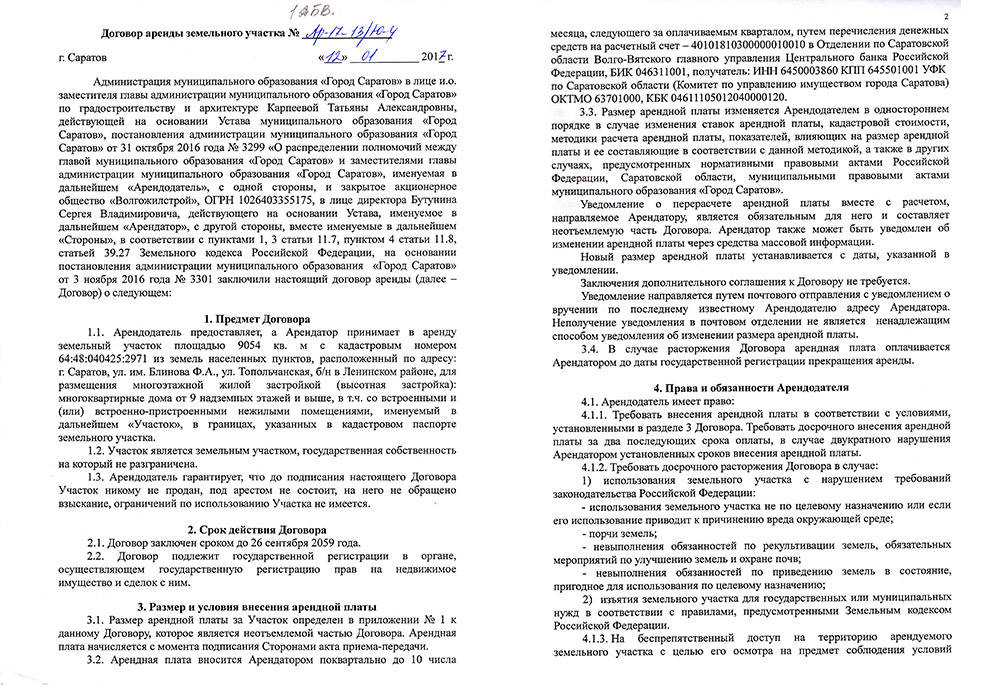 1 АБВ.
Договор аренды земельного участка № Ар-17-13/Ю-4
г. Саратов «12» 01 2017 г.
Администрация муниципального образования «Город Саратов» в лице и.о.
заместителя главы администрации муниципального образования «Город Саратов»
по градостроительству и архитектуре Карпеевой Татьяны Александровны,
действующей на основании Устава муниципального образования «Город
Саратов», постановления администрации муниципального образования «Город
Саратов» от 31 октября 2016 года № 3299 «О распределении полномочий между
главой муниципального образования «Город Саратов» и заместителями главы
администрации муниципального образования «Город Саратов», именуемая в
дальнейшем «Арендодатель», с одной стороны, и закрытое акционерное
общество «Волгожилстрой», ОГРН 1026403355175, в лице директора Бутунина
Сергея Владимировича, действующего на основании Устава, именуемое в
дальнейшем «Арендатор», с другой стороны, вместе именуемые в дальнейшем
«Стороны», в соответствии с пунктами 1, 3 статьи 11.7, пунктом 4 статьи 11.8,
статьей 39.27 Земельного кодекса Российской Федерации, на основании
постановления администрации муниципального образования «Город Саратов»
от 3 ноября 2016 года № 3301 заключили настоящий договор аренды (далее –
Договор) о следующем:
1. Предмет Договора
1.1. Арендодатель предоставляет, а Арендатор принимает в аренду
земельный участок площадью 9054 кв. м с кадастровым номером
64:48:040425:2971 из земель населенных пунктов, расположенный по адресу:
г. Саратов, ул. им. Блинова Ф.А., ул. Топольчанская, б/н в Ленинском районе, для
размещения многоэтажной жилой застройкой (высотная застройка):
многоквартирные дома от 9 надземных этажей и выше, в т.ч. со встроенными и
(или) встроенно-пристроенными нежилыми помещениями, именуемый в
дальнейшем «Участок», в границах, указанных в кадастровом паспорте
земельного участка.
1.2. Участок является земельным участком, государственная собственность
на который не разграничена.
1.3. Арендодатель гарантирует, что до подписания настоящего Договора
Участок никому не продан, под арестом не состоит, на него не обращено
взыскание, ограничений по использованию Участка не имеется.
2. Срок действия Договора
2.1. Договор заключен сроком до 26 сентября 2059 года.
2.2. Договор подлежит государственной регистрации в органе,
осуществляющем государственную регистрацию прав на недвижимое
имущество и сделок с ним.
3. Размер и условия внесения арендной платы
3.1. Размер арендной платы за Участок определен в приложении № 1 к
данному Договору, которое является неотъемлемой частью Договора. Арендная
плата начисляется с момента подписания Сторонами акта приема-передачи.
3.2. Арендная плата вносится Арендатором поквартально до 10 числа
2
месяца, следующего за оплачиваемым кварталом, путем перечисления денежных
средств на расчетный счет – 40101810300000010010 в Отделении по Саратовской
области Волго-Вятского главного управления Центрального банка Российской
Федерации, БИК 046311001, получатель: ИНН 6450003860 КПП 645501001 УФК
по Саратовской области (Комитет по управлению имуществом города Саратова)
ОКТМО 63701000, КБК 04611105012040000120.
3.3. Размер арендной платы изменяется Арендодателем в одностороннем
порядке в случае изменения ставок арендной платы, кадастровой стоимости,
методики расчета арендной платы, показателей, влияющих на размер арендной
платы и ее составляющие в соответствии с данной методикой, а также в других
случаях, предусмотренных нормативными правовыми актами Российской
Федерации, Саратовской области, муниципальными правовыми актами
муниципального образования «Город Саратов».
Уведомление о перерасчете арендной платы вместе с расчетом,
направляемое Арендатору, является обязательным для него и составляет
неотъемлемую часть Договора. Арендатор также может быть уведомлен об
изменении арендной платы через средства массовой информации.
Новый размер арендной платы устанавливается с даты, указанной в
уведомлении.
Заключения дополнительного соглашения к Договору не требуется.
Уведомление направляется путем почтового отправления с уведомлением о
вручении по последнему известному Арендодателю адресу Арендатора.
Неполучение уведомления в почтовом отделении не является ненадлежащим
способом уведомления об изменении размера арендной платы.
3.4. В случае расторжения Договора арендная плата оплачивается
Арендатором до даты государственной регистрации прекращения аренды.
4. Права и обязанности Арендодателя
4.1. Арендодатель имеет право:
4.1.1. Требовать внесения арендной платы в соответствии с условиями,
установленными в разделе 3 Договора. Требовать досрочного внесения арендной
платы за два последующих срока оплаты, в случае двукратного нарушения
Арендатором установленных сроков внесения арендной платы.
4.1.2. Требовать досрочного расторжения Договора в случае:
1) использования земельного участка с нарушением требований
законодательства Российской Федерации:
- использования земельного участка не по целевому назначению или если
его использование приводит к причинению вреда окружающей среде;
- порчи земель;
- невыполнения обязанностей по рекультивации земель, обязательных
мероприятий по улучшению земель и охране почв;
- невыполнения обязанностей по приведению земель в состояние,
пригодное для использования по целевому назначению;
2) изъятия земельного участка для государственных или муниципальных
нужд в соответствии с правилами, предусмотренными Земельным кодексом
Российской Федерации.
4.1.3. На беспрепятственный доступ на территорию арендуемого
земельного участка с целью его осмотра на предмет соблюдения условий